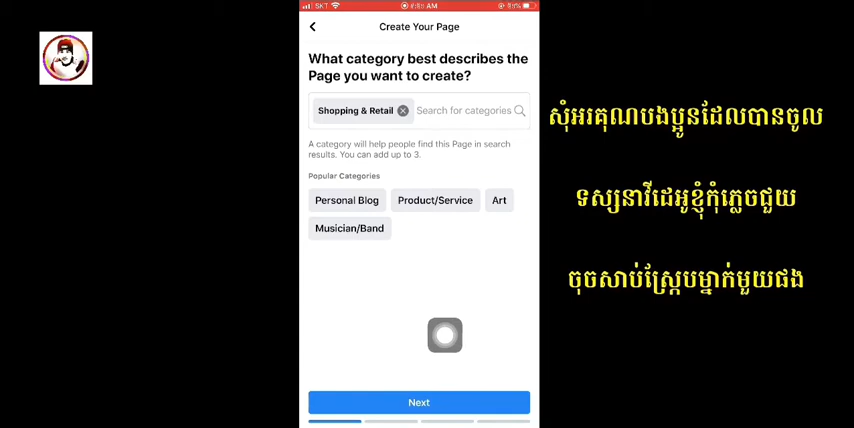 SKT
Create Your Page
What category best describes the
Page you want to create?
Shopping & Retail
Search for categories
A category will help people find this Page in search
results. You can add up to 3.
Popular Categories
Personal Blog
Product/Service
Art
Musician/Band
Next
សុំអរគុណបងប្អូនដែលបានចូល
ទស្សនាវីដេអូខ្ញុំកុំភ្លេចជួយ
ចុចសាប់ស្ក្រែបម្នាក់មួយផង